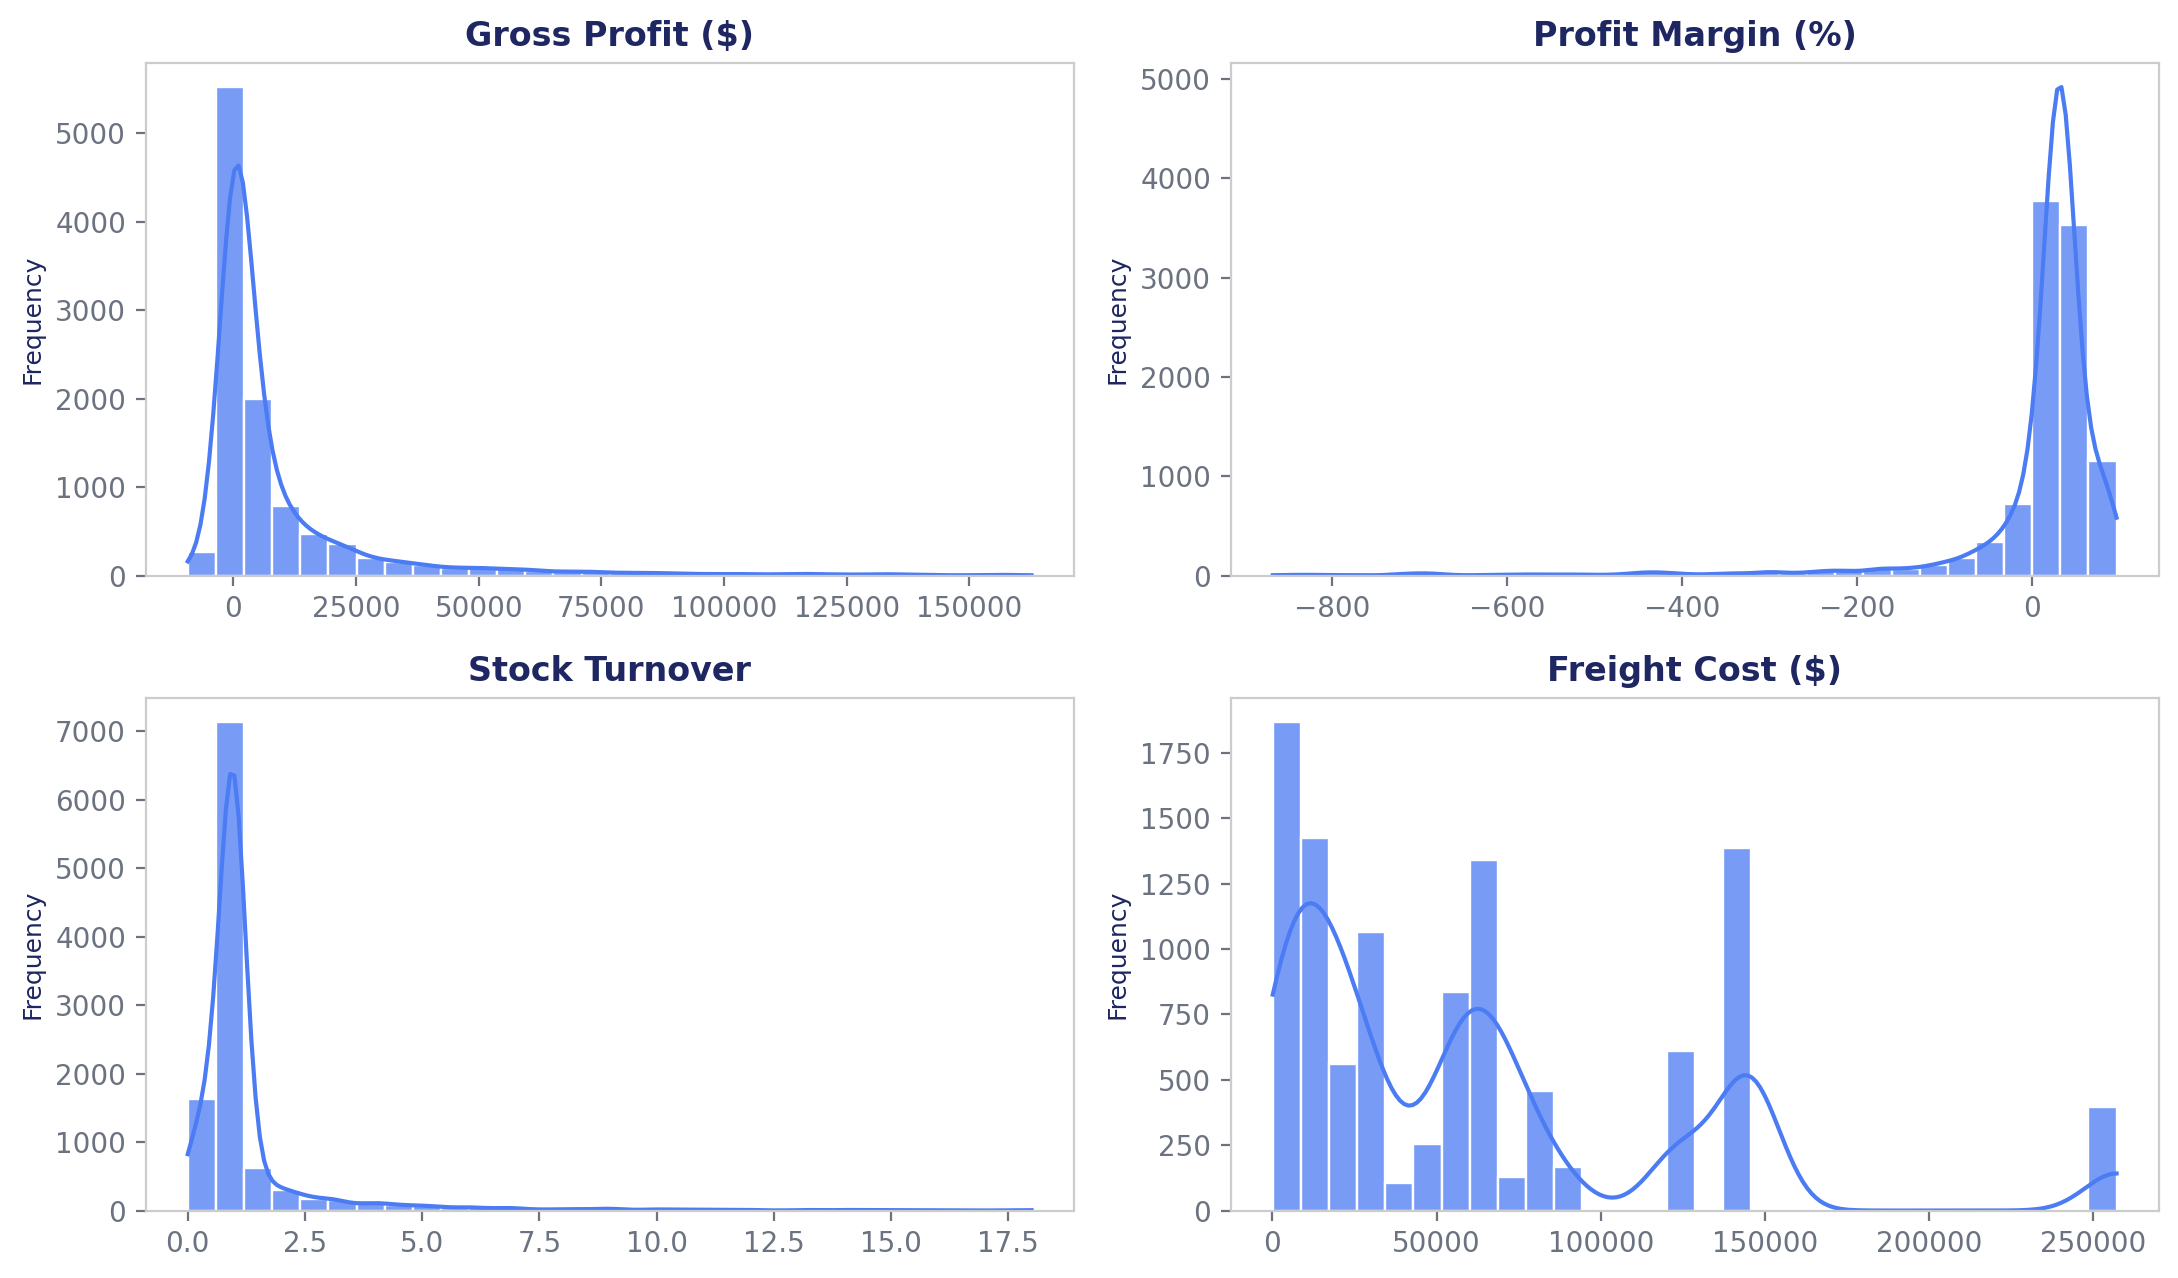 Gross Profit ($)
Frequency
5000
4000
3000
2000
1000
0
0 25000 50000 75000 100000 125000 150000
Profit Margin (%)
Frequency
5000
4000
3000
2000
1000
0
−800 −600 −400 −200 0
Stock Turnover
Frequency
7000
6000
5000
4000
3000
2000
1000
0
0.0 2.5 5.0 7.5 10.0 12.5 15.0 17.5
Freight Cost ($)
Frequency
1750
1500
1250
1000
750
500
250
0
0 50000 100000 150000 200000 250000